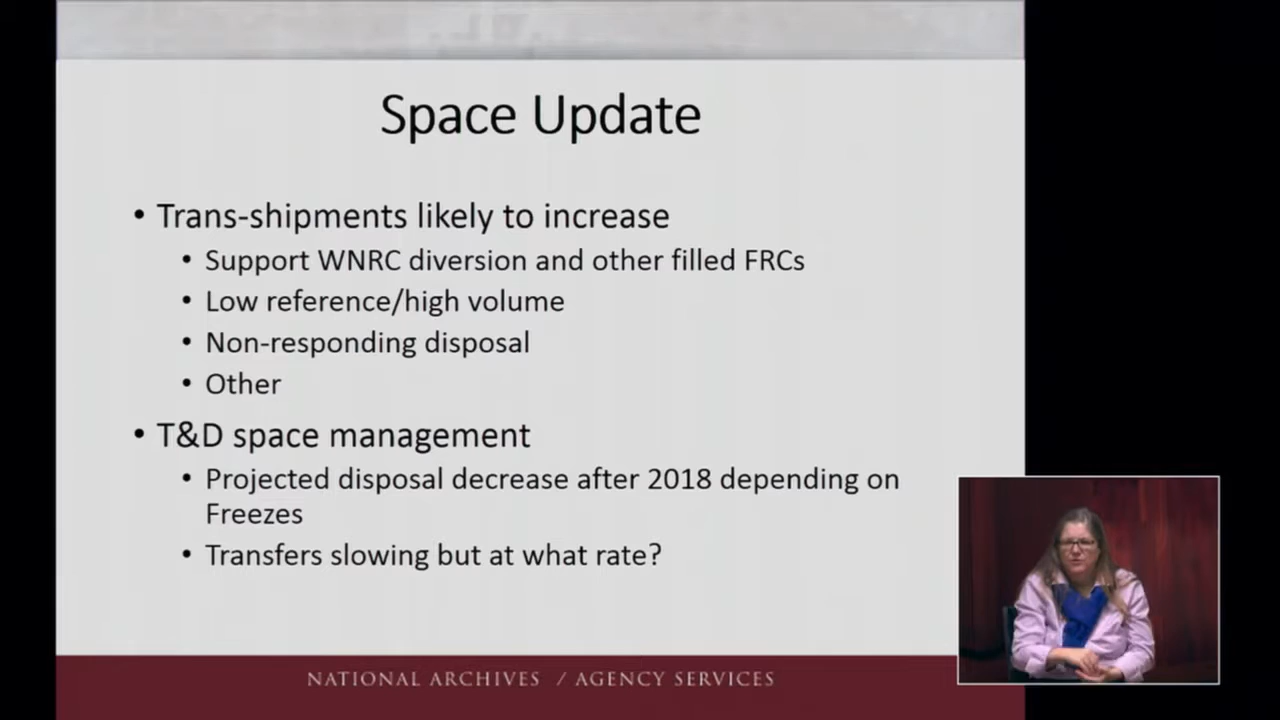 Space Update
• Trans-shipments likely to increase
• Support WNRC diversion and other filled FRCs
• Low reference/high volume
• Non-responding disposal
• Other
• T&D space management
• Projected disposal decrease after 2018 depending on
Freezes
• Transfers slowing but at what rate?
NATIONAL ARCHIVES / AGENCY SERVICES